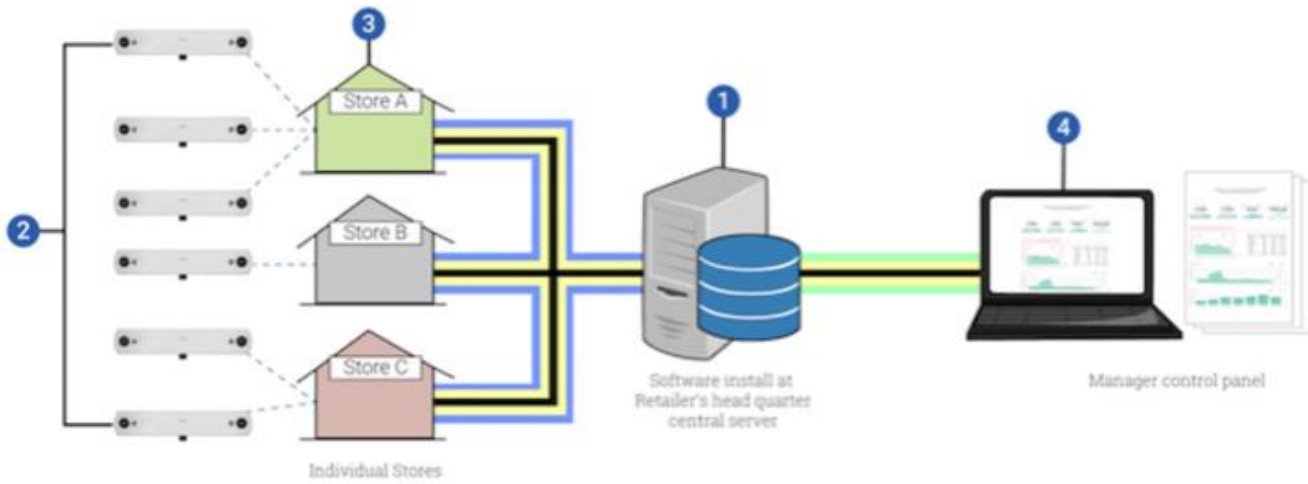 3
Store A
1
4
2
Store B
Store C
Software install at
Retailer's head quarter
central server
Manager control panel
Individual Stores